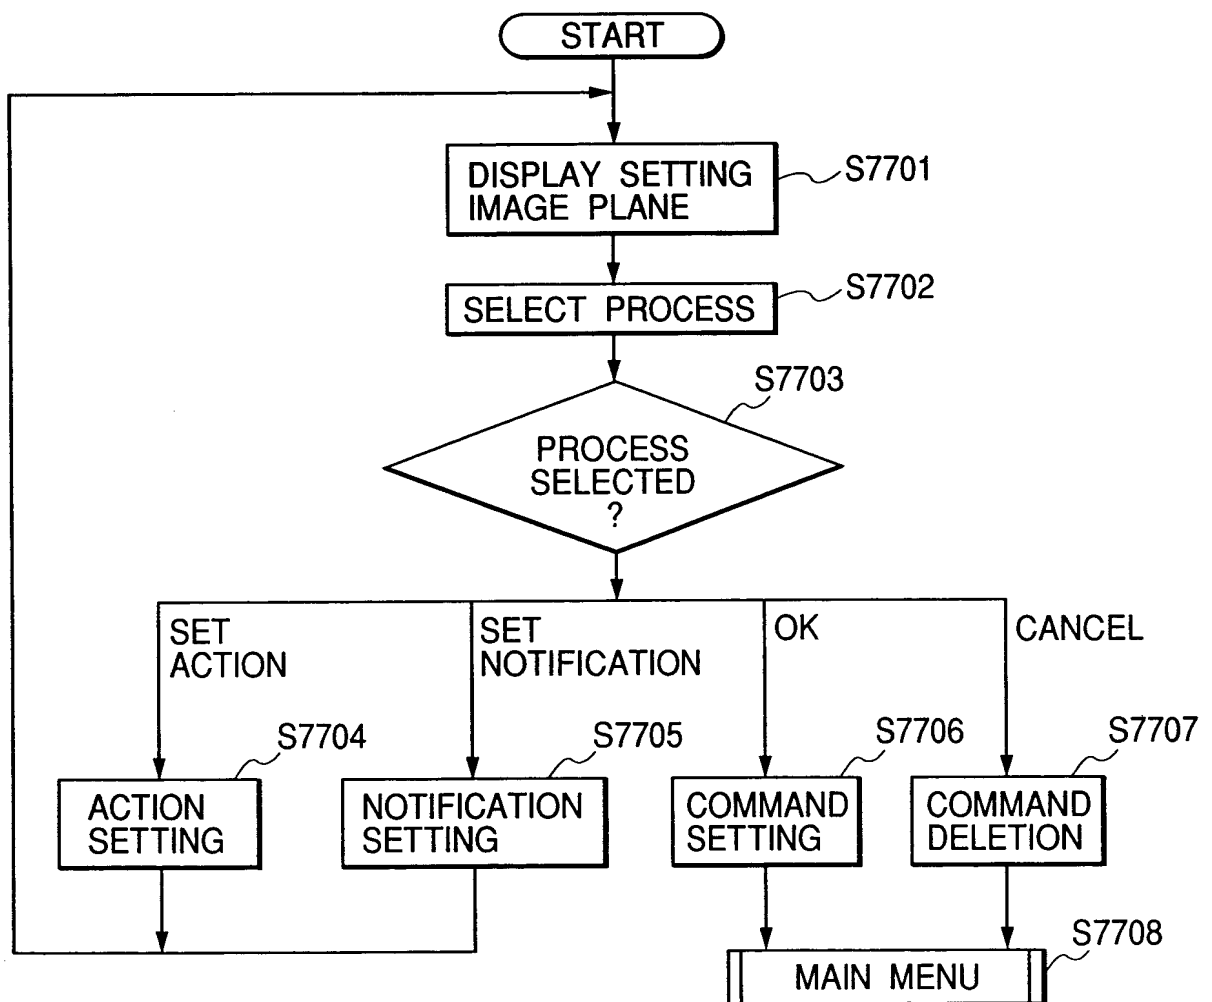 START
DISPLAY SETTING
IMAGE PLANE
S7701
SELECT PROCESS
S7702
S7703
PROCESS
SELECTED
?
SET
ACTION
SET
NOTIFICATION
OK
CANCEL
S7704
S7705
S7706
S7707
ACTION
SETTING
NOTIFICATION
SETTING
COMMAND
SETTING
COMMAND
DELETION
S7708
MAIN MENU